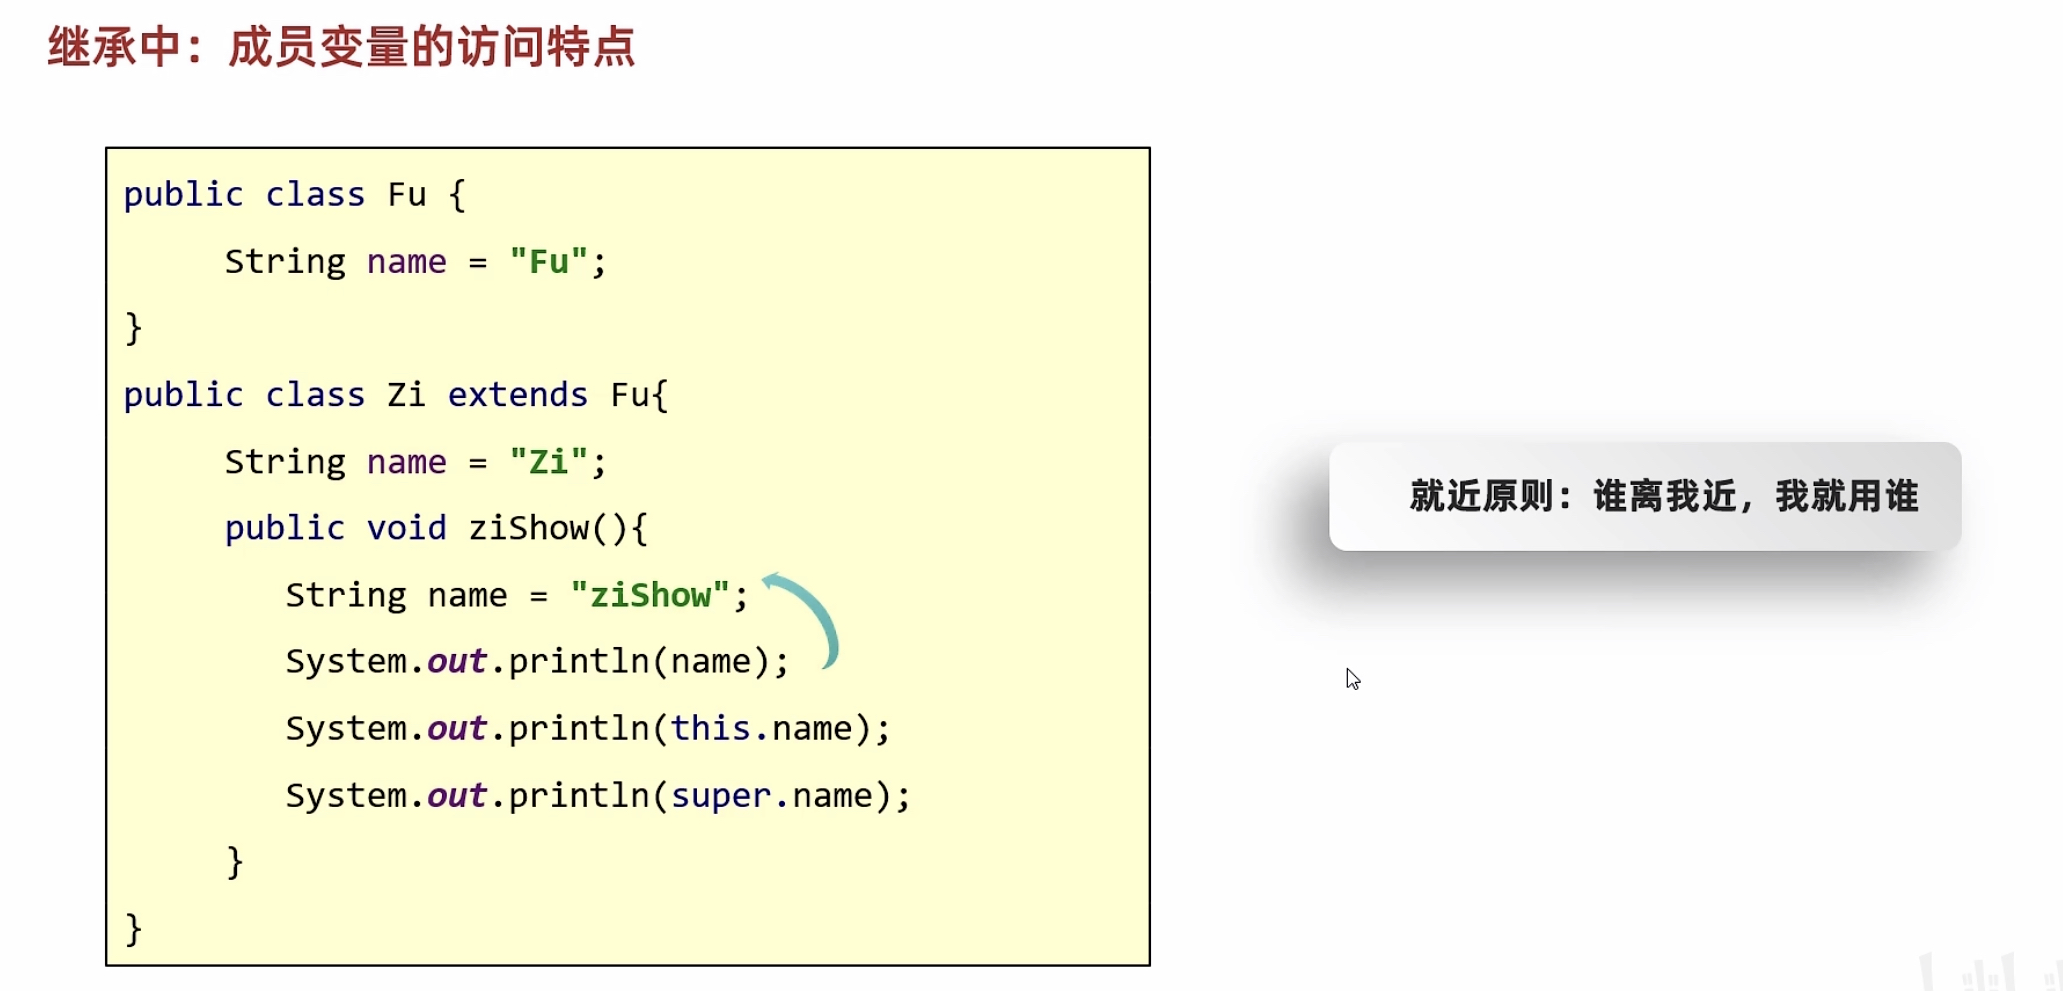 继承中：成员变量的访问特点
public class Fu {
String name = "Fu";
}
public class Zi extends Fu{
String name = "Zi";
public void ziShow(){
String name = "ziShow";
System.out.println(name);
System.out.println(this.name);
System.out.println(super.name);
}
}
就近原则：谁离我近，我就用谁